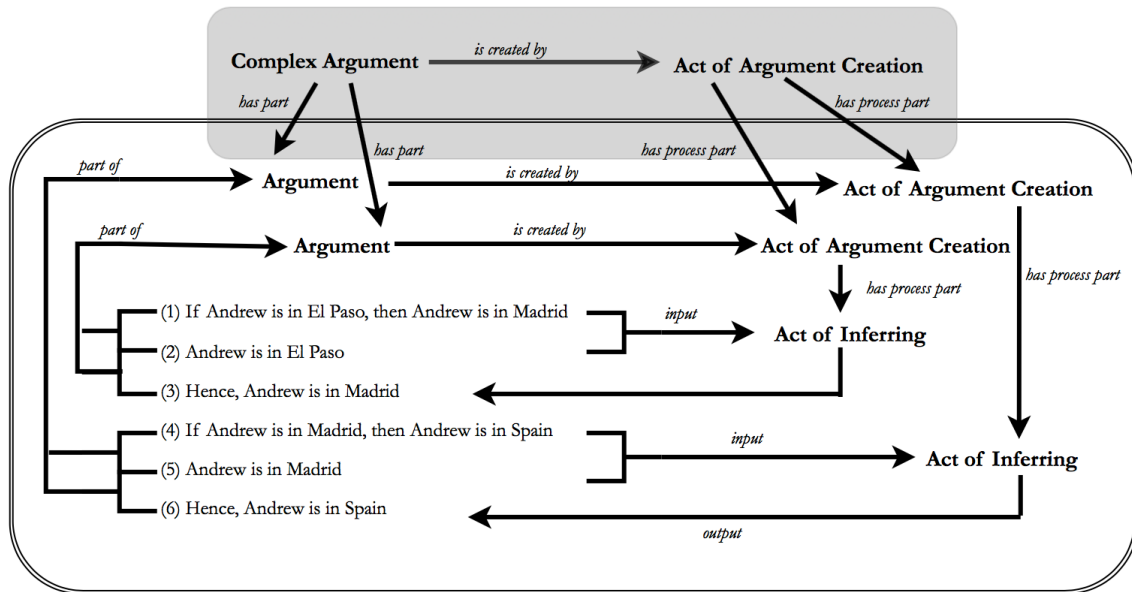 is created by
Complex Argument
Act of Argument Creation
has part
has process part
has part
has process part
part of
is created by
Argument
Act of Argument Creation
part of
is created by
Argument
Act of Argument Creation
has process part
has process part
(1) If Andrew is in El Paso, then Andrew is in Madrid
input
Act of Inferring
(2) Andrew is in El Paso
(3) Hence, Andrew is in Madrid
(4) If Andrew is in Madrid, then Andrew is in Spain
input
Act of Inferring
(5) Andrew is in Madrid
(6) Hence, Andrew is in Spain
output